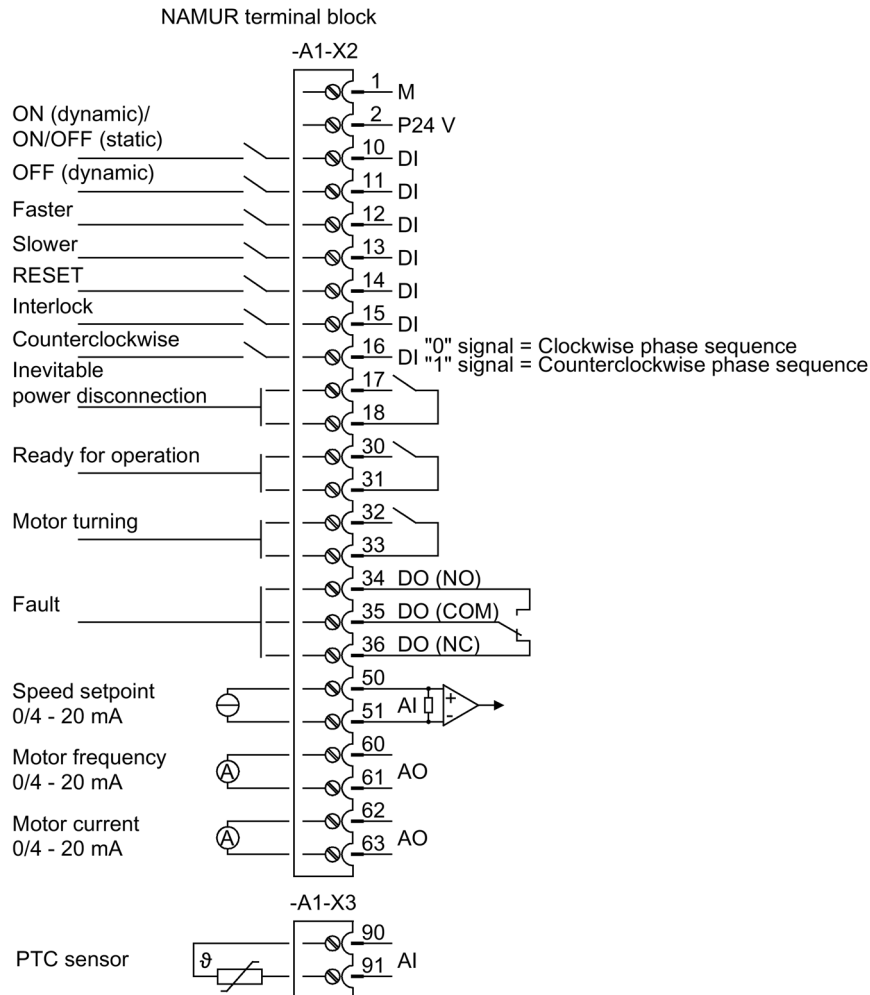 NAMUR terminal block
-A1-X2
1 M
2 P24 V
ON (dynamic)/
ON/OFF (static)
10 DI
OFF (dynamic)
11 DI
Faster
12 DI
Slower
13 DI
RESET
14 DI
Interlock
15 DI
Counterclockwise
16 DI
"0" signal = Clockwise phase sequence
"1" signal = Counterclockwise phase sequence
Inevitable
power disconnection
17
18
Ready for operation
30
31
Motor turning
32
33
Fault
34 DO (NO)
35 DO (COM)
36 DO (NC)
Speed setpoint
0/4 - 20 mA
50
51 AI
+
-
Motor frequency
0/4 - 20 mA
A
60
61 AO
Motor current
0/4 - 20 mA
A
62
63 AO
-A1-X3
PTC sensor
ϑ
90
91 AI